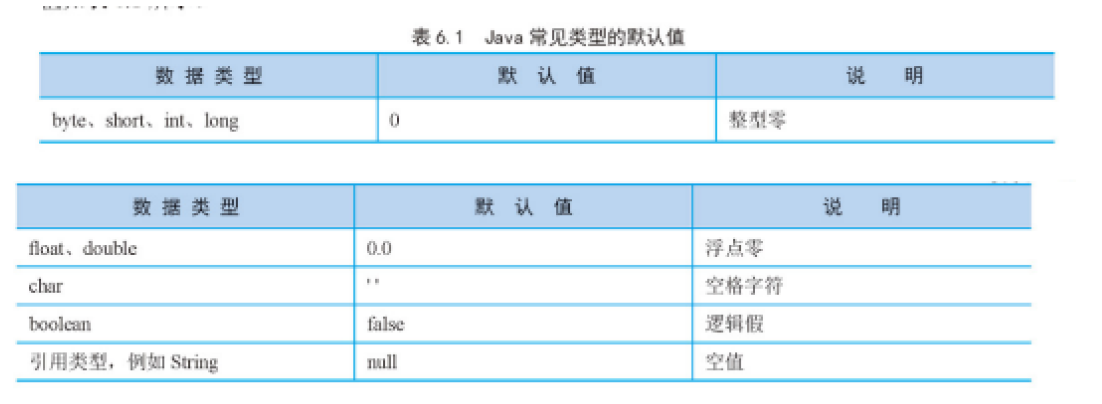 表 6.1 Java 常见类型的默认值
数据类型 默认值 说明
byte、short、int、long 0 整型零
数据类型 默认值 说明
float、double 0.0 浮点零
char ' ' 空格字符
boolean false 逻辑假
引用类型，例如 String null 空值